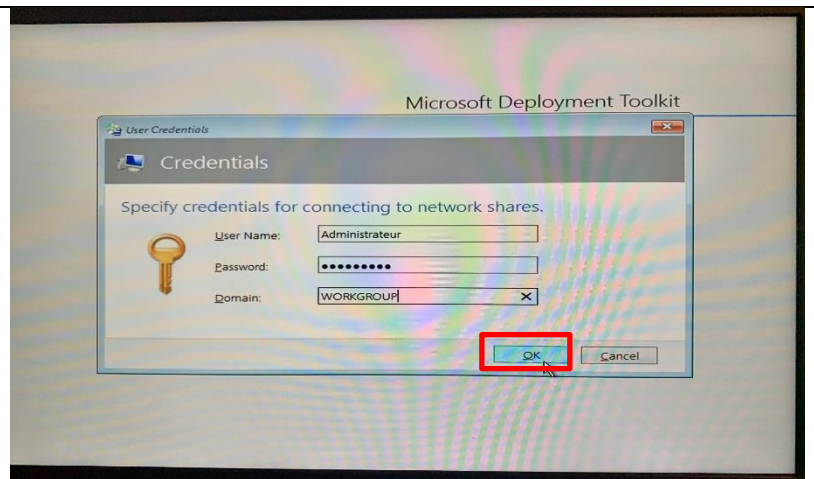 Microsoft Deployment Toolkit
User Credentials
Credentials
Specify credentials for connecting to network shares.
User Name: Administrateur
Password: •••••••••
Domain: WORKGROUP
OK Cancel